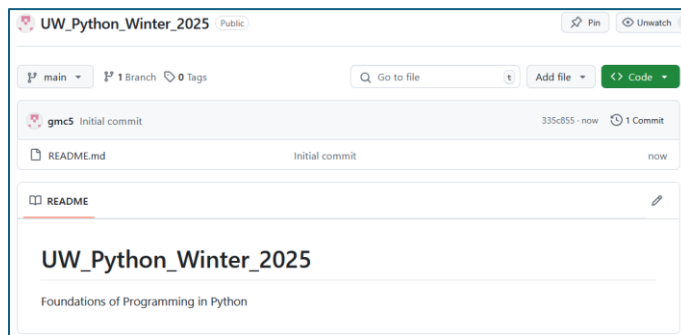 UW_Python_Winter_2025 Public Pin Unwatch
main 1 Branch 0 Tags Go to file t Add file <> Code
gmc5 Initial commit 335c855 · now 1 Commit
README.md Initial commit now
README
UW_Python_Winter_2025
Foundations of Programming in Python